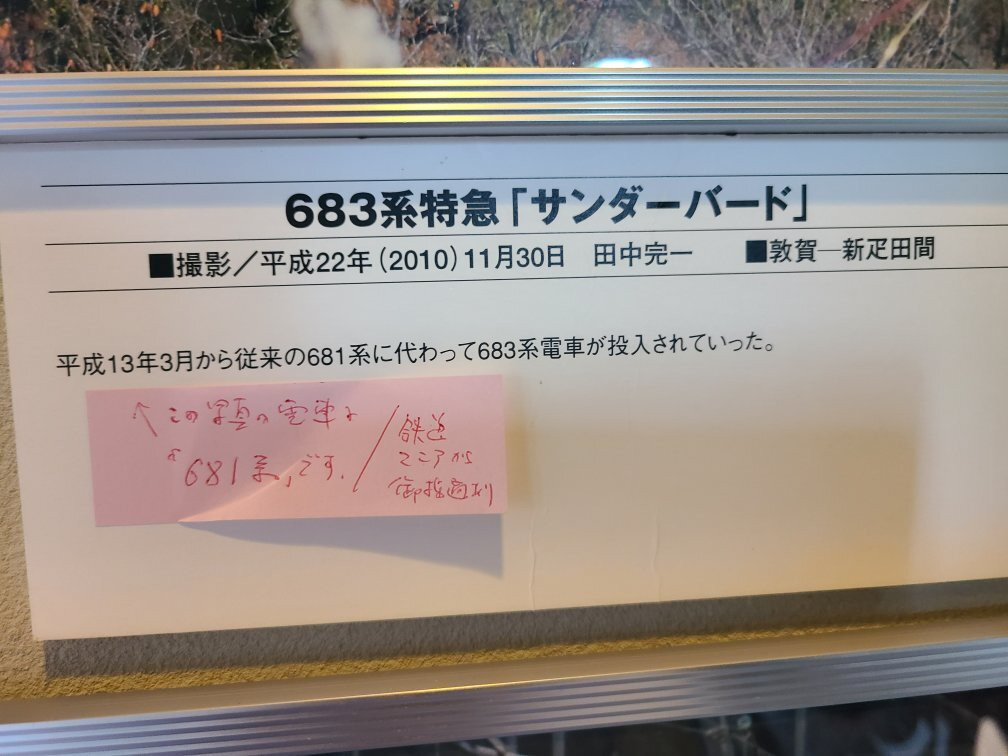 683系特急「サンダーバード」
■撮影／平成22年（2010）11月30日　田中完一　■敦賀―新疋田間
平成13年3月から従来の681系に代わって683系電車が投入されていった。
↑この写真の電車は
〝681系〟です。
／鉄道
マニアから
御指摘有り